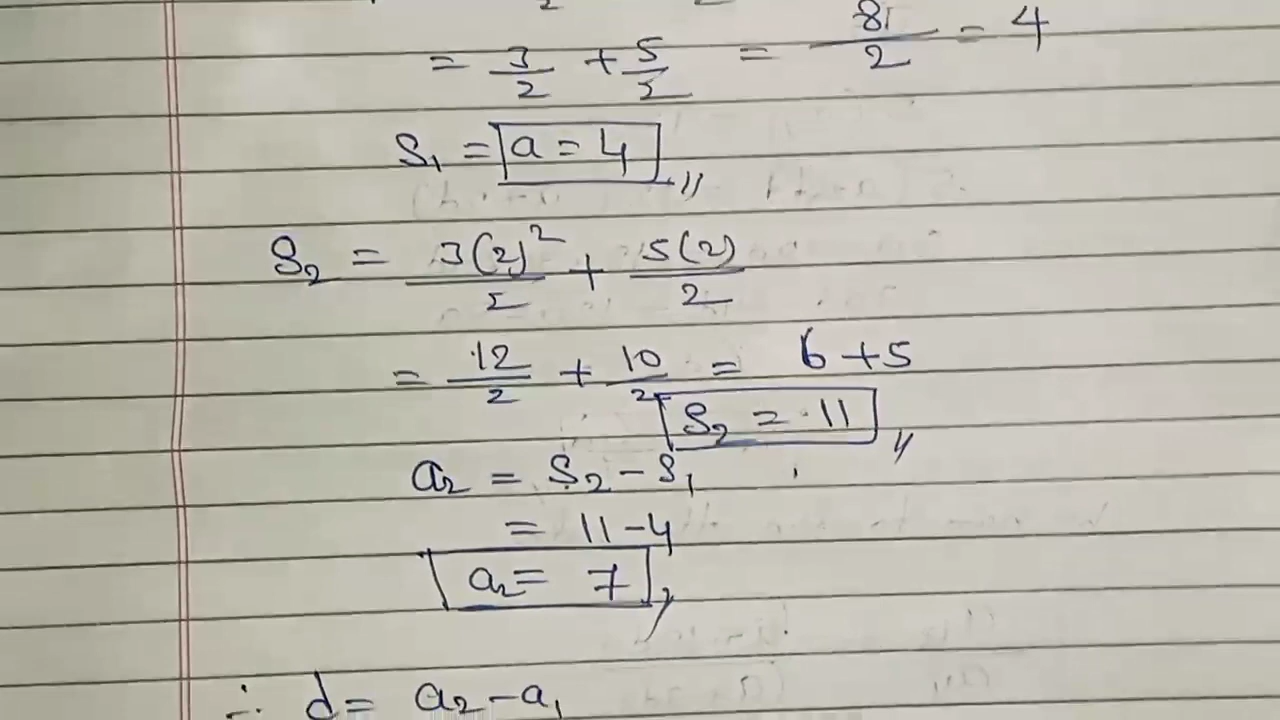 = 3/2 + 5/2 = 8/2 = 4
S₁ = a = 4
S₂ = 3(2)²/2 + 5(2)/2
= 12/2 + 10/2 = 6 + 5
S₂ = 11
a₂ = S₂ - S₁
= 11 - 4
a₂ = 7
∴ d = a₂ - a₁